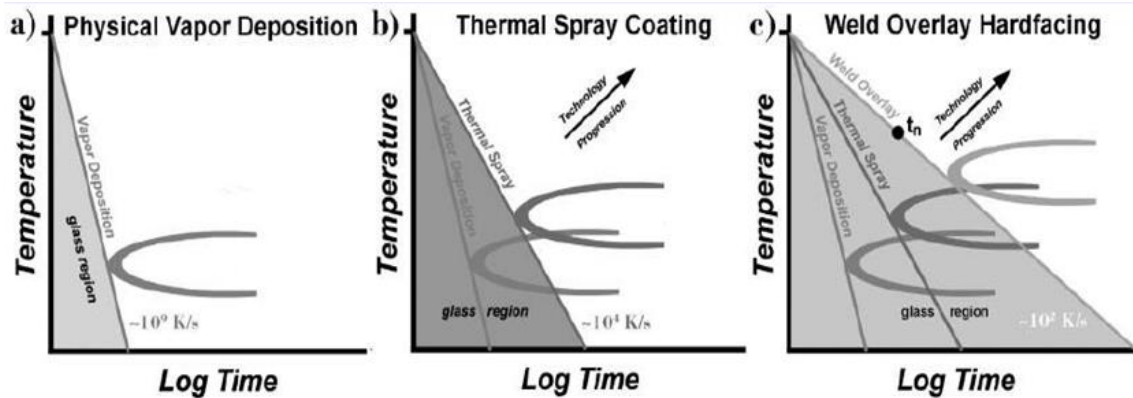 a) Physical Vapor Deposition
Temperature
Vapor Deposition
glass region
~10⁹ K/s
Log Time
b) Thermal Spray Coating
Technology
Progression
Temperature
Thermal Spray
Vapor Deposition
glass region
~10⁴ K/s
Log Time
c) Weld Overlay Hardfacing
Weld Overlay
tₙ
Technology
Progression
Temperature
Thermal Spray
Vapor Deposition
glass region
~10² K/s
Log Time